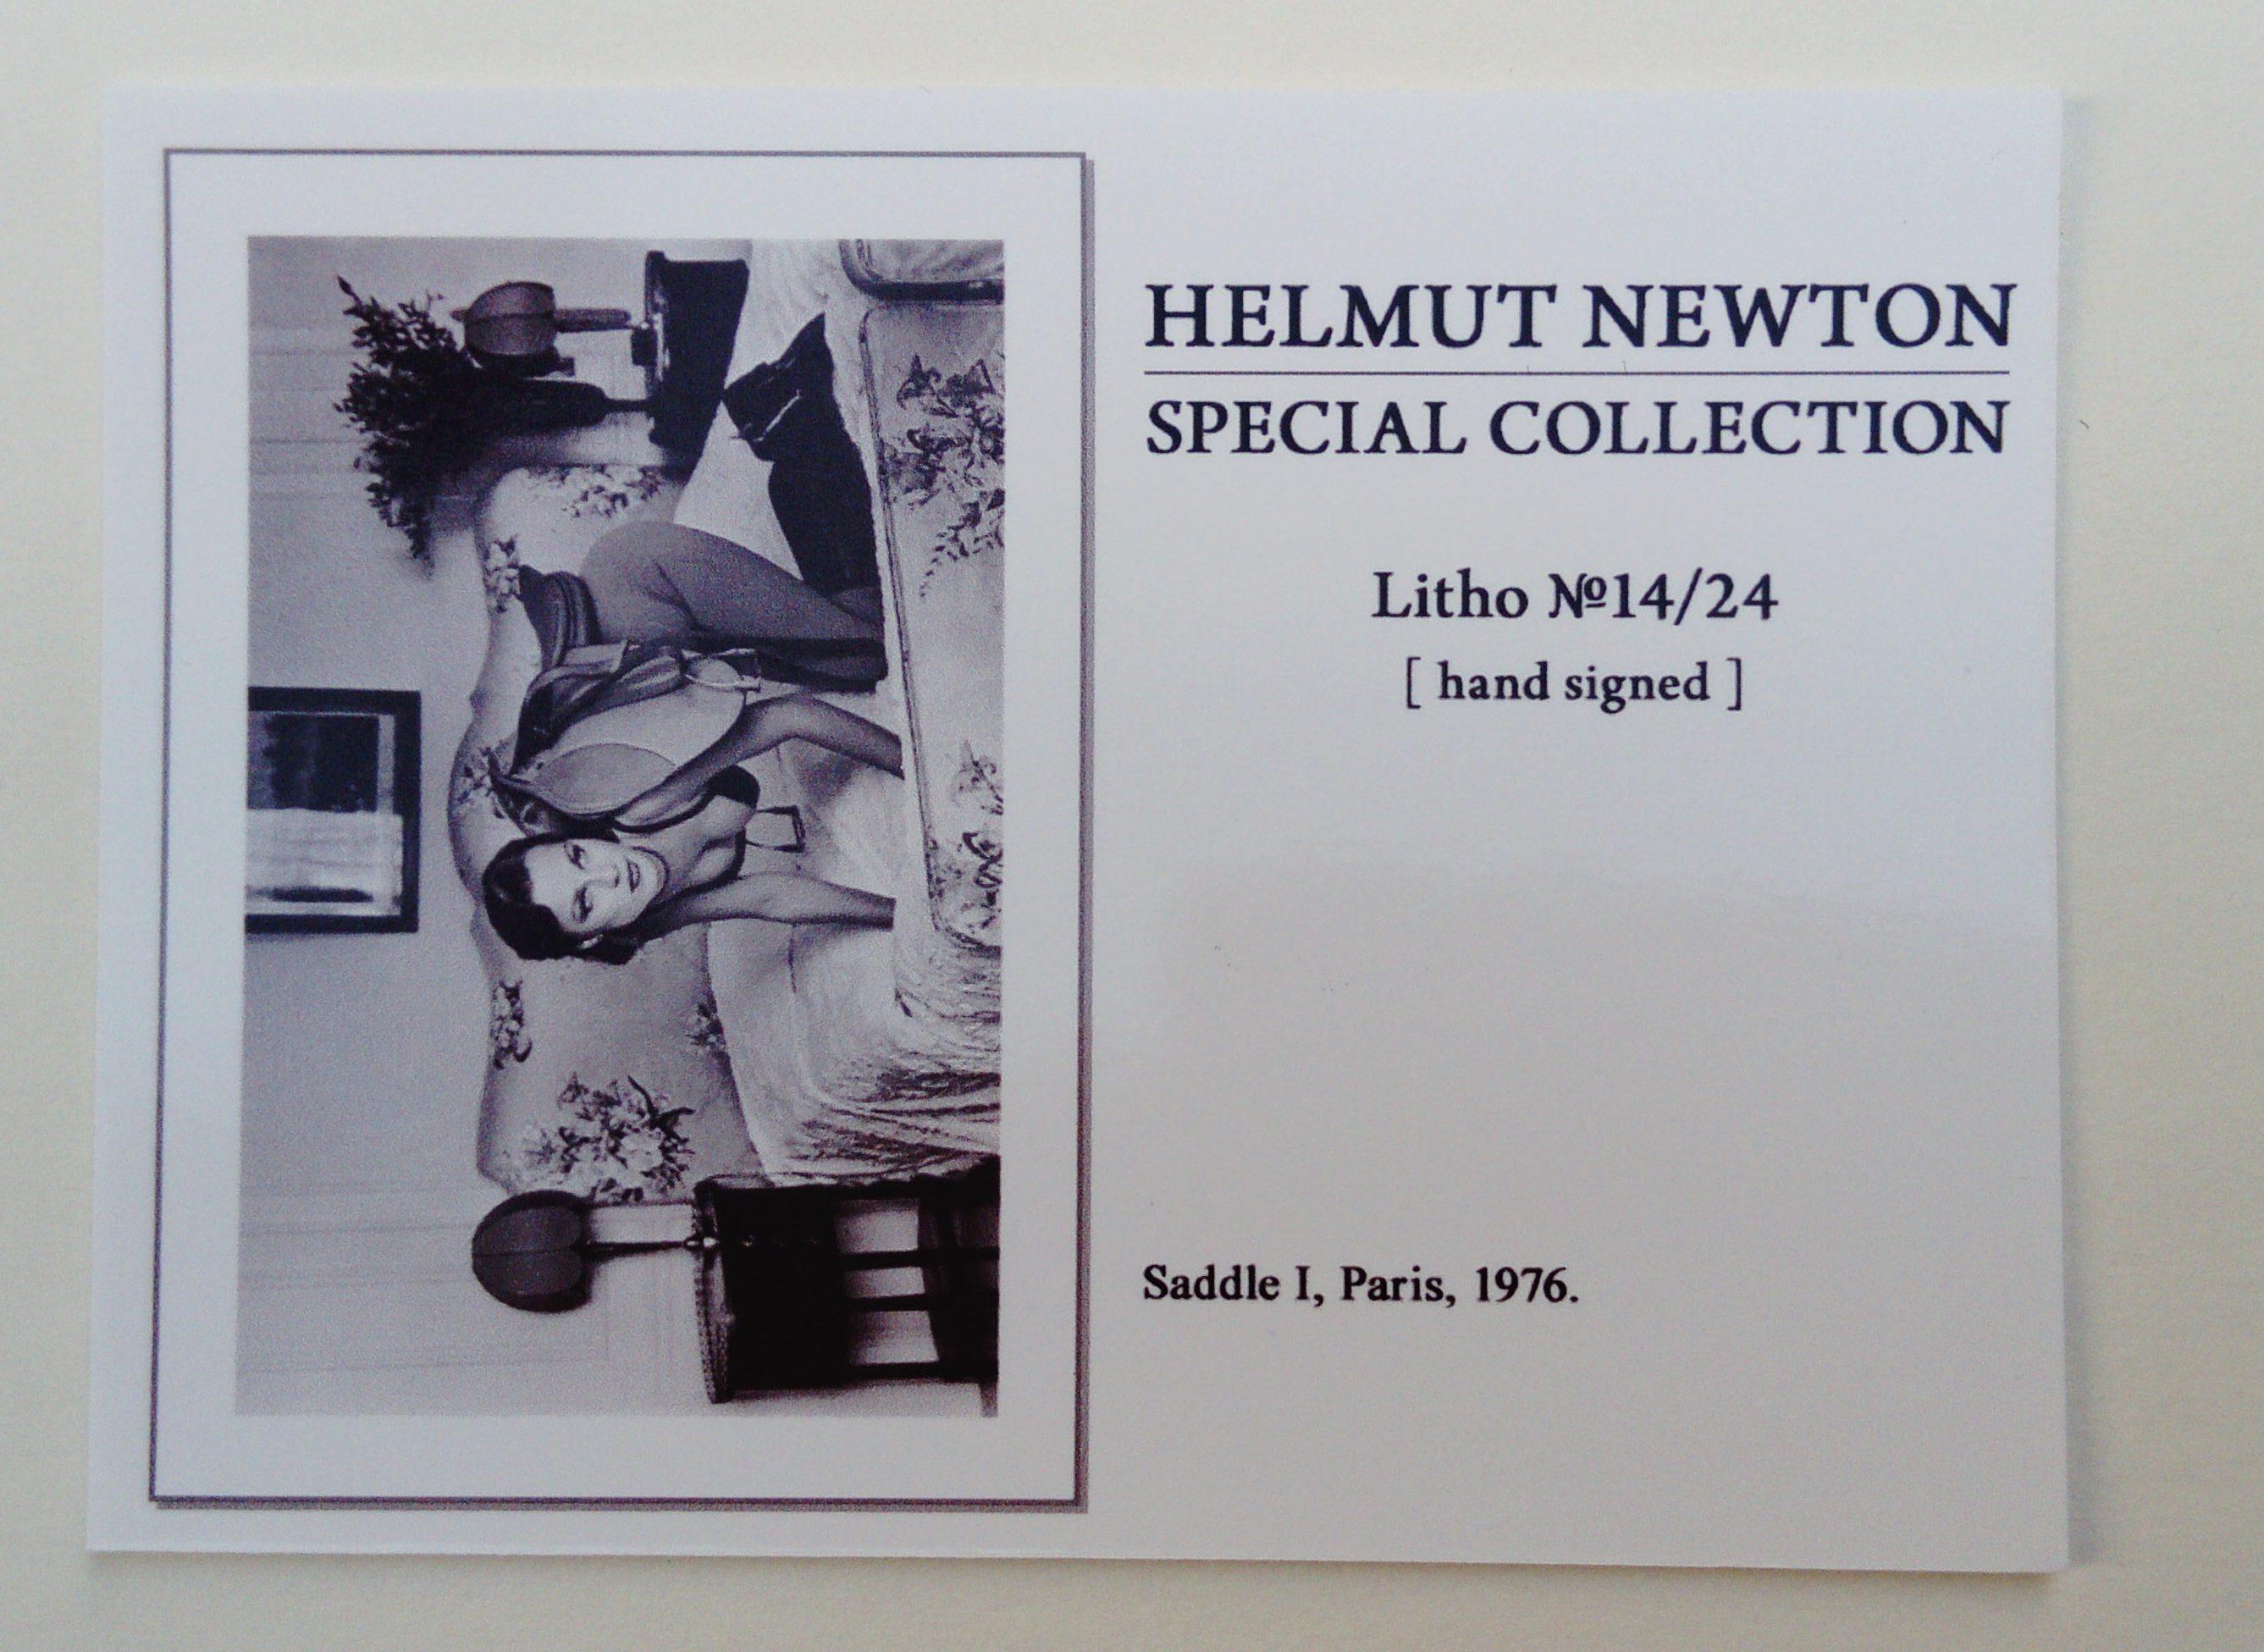 HELMUT NEWTON
SPECIAL COLLECTION
Litho №14/24
[ hand signed ]
Saddle I, Paris, 1976.